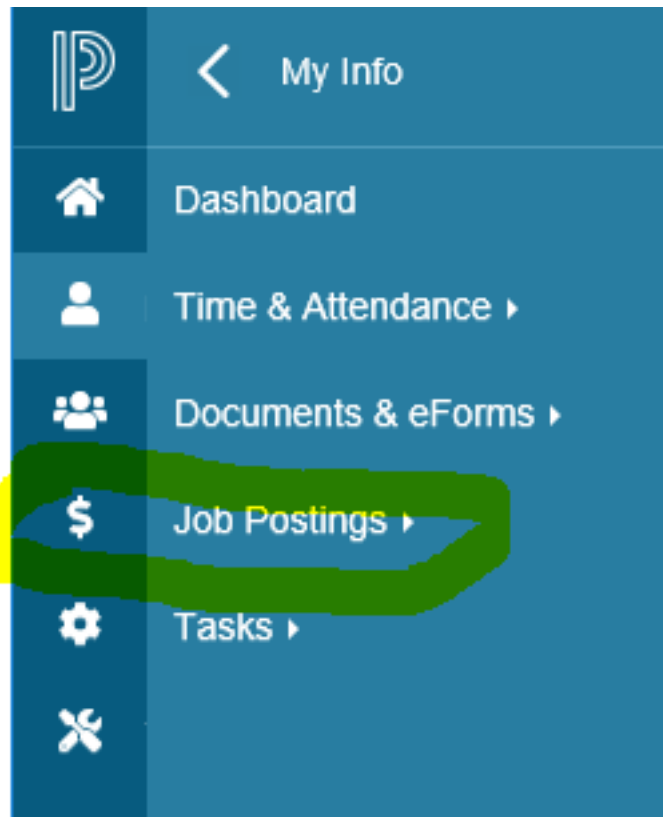 My Info
Dashboard
Time & Attendance
Documents & eForms
$ Job Postings
Tasks